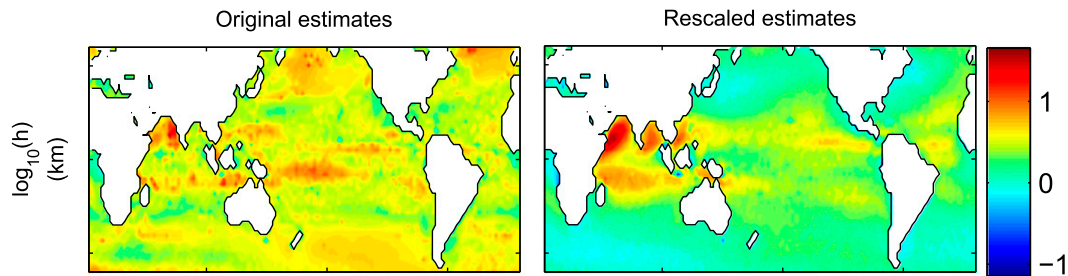 Original estimates
Rescaled estimates
log10(h)
(km)
1
0
−1